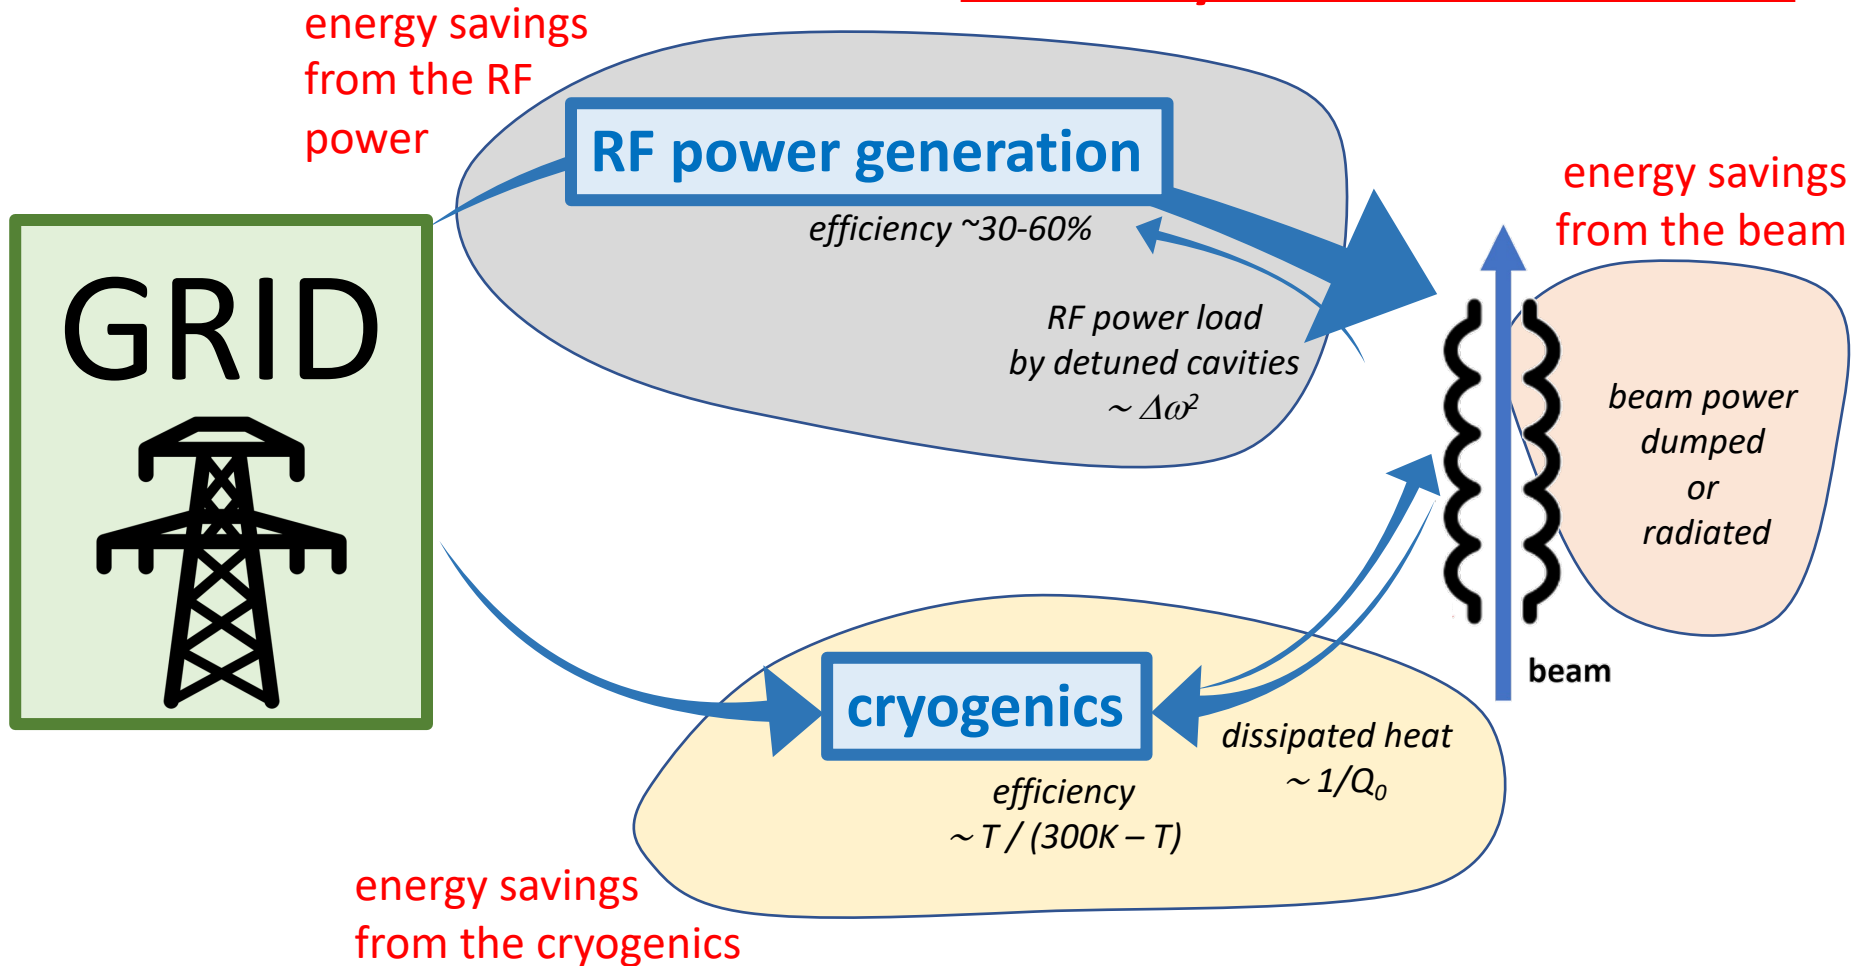 energy savings
from the RF
power
RF power generation
efficiency ~30-60%
energy savings
from the beam
GRID
RF power load
by detuned cavities
~ Δω²
beam power
dumped
or
radiated
beam
cryogenics
dissipated heat
~ 1/Q₀
efficiency
~ T / (300K – T)
energy savings
from the cryogenics